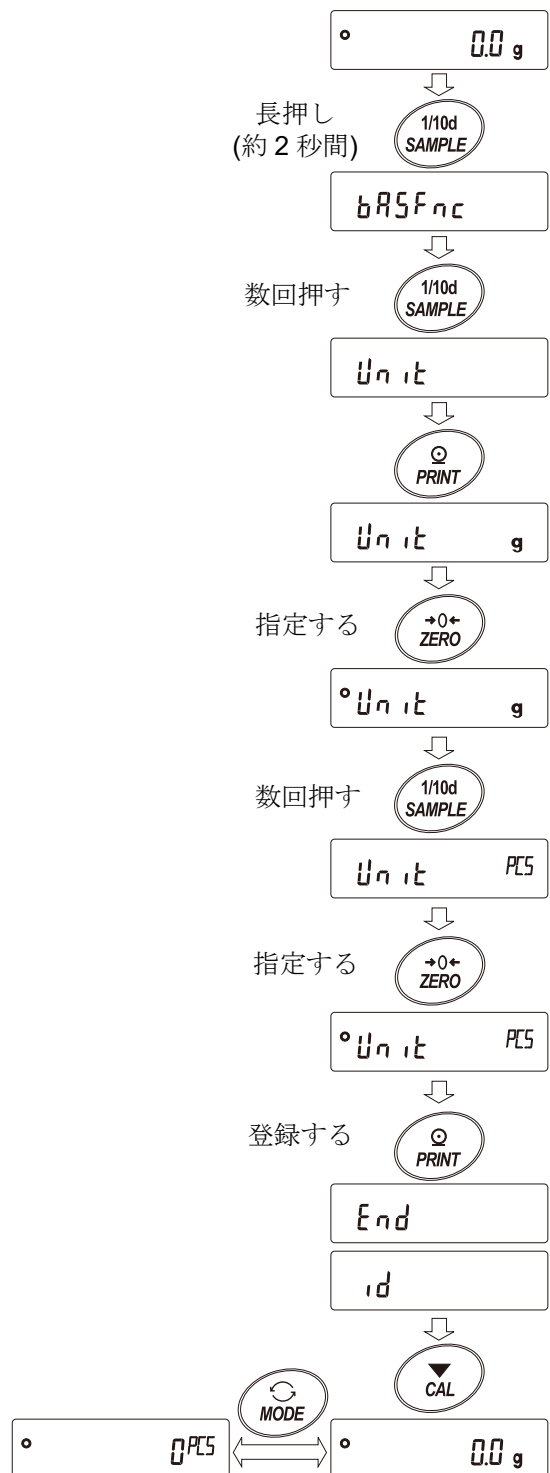 0.0 g
長押し
(約 2 秒間)
1/10d
SAMPLE
bASFnc
数回押す
1/10d
SAMPLE
Unit
PRINT
Unit g
指定する
→0←
ZERO
Unit g
数回押す
1/10d
SAMPLE
Unit PCS
指定する
→0←
ZERO
Unit PCS
登録する
PRINT
End
id
CAL
MODE
0 PCS
0.0 g